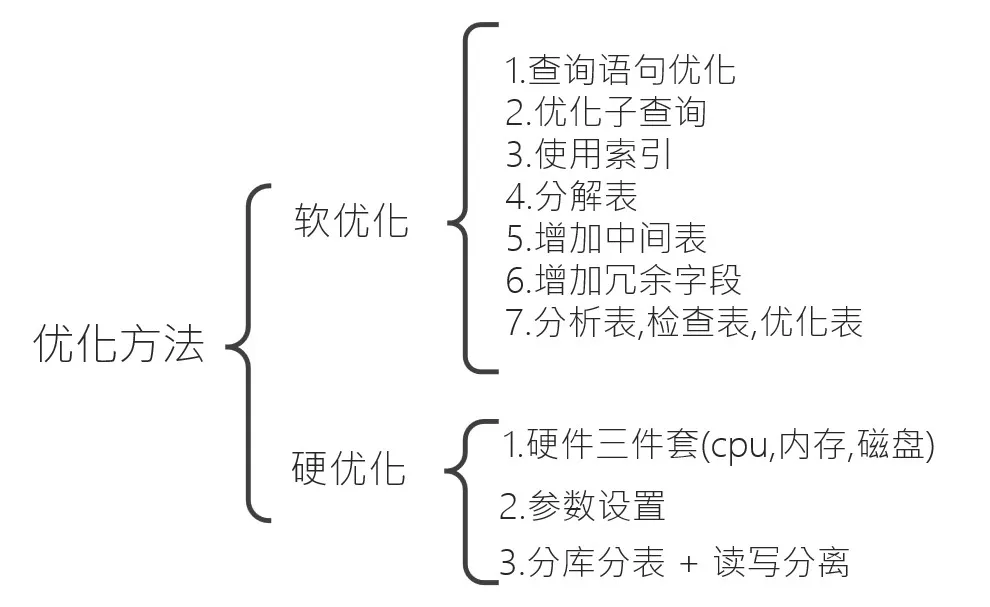 优化方法
软优化
1.查询语句优化
2.优化子查询
3.使用索引
4.分解表
5.增加中间表
6.增加冗余字段
7.分析表,检查表,优化表
硬优化
1.硬件三件套(cpu,内存,磁盘)
2.参数设置
3.分库分表 + 读写分离